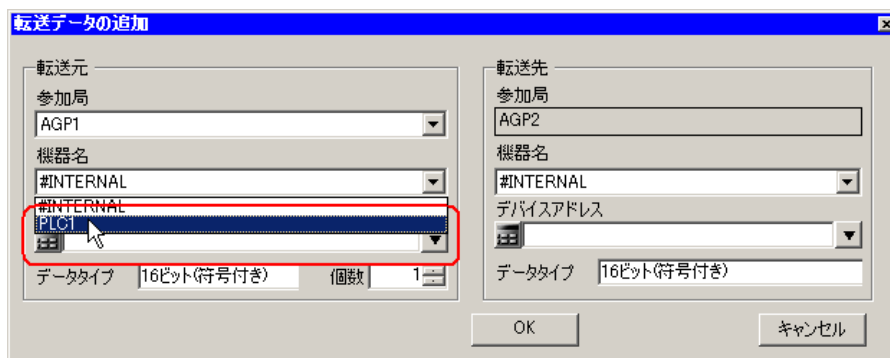 転送データの追加
転送元
参加局
AGP1
機器名
#INTERNAL
#INTERNAL
PLC1
データタイプ 16ビット(符号付き) 個数 1
転送先
参加局
AGP2
機器名
#INTERNAL
デバイスアドレス
データタイプ 16ビット(符号付き)
OK キャンセル